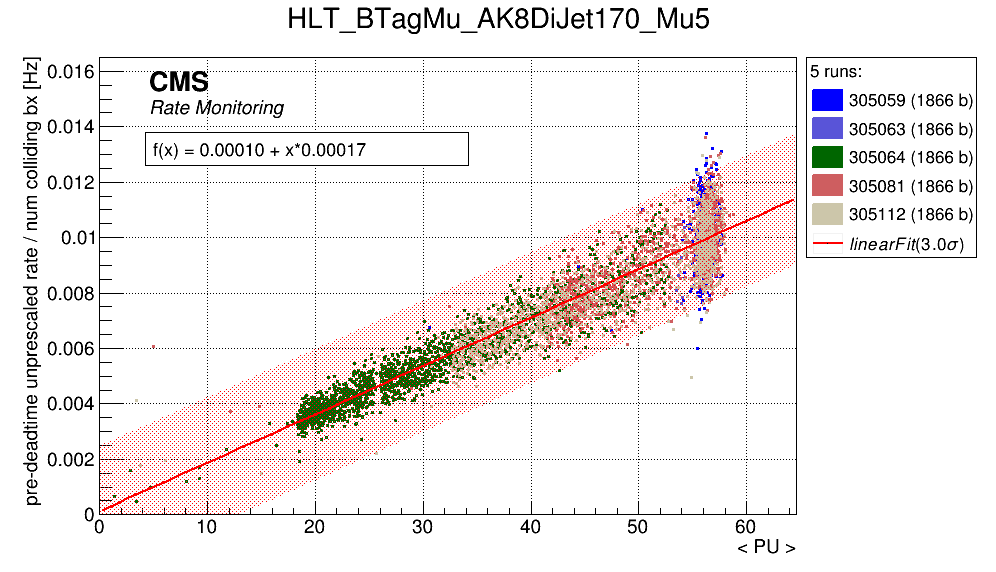 HLT_BTagMu_AK8DiJet170_Mu5
pre-deadtime unprescaled rate / num colliding bx [Hz]
0.016
0.014
0.012
0.01
0.008
0.006
0.004
0.002
0
CMS
Rate Monitoring
f(x) = 0.00010 + x*0.00017
0 10 20 30 40 50 60
< PU >
5 runs:
305059 (1866 b)
305063 (1866 b)
305064 (1866 b)
305081 (1866 b)
305112 (1866 b)
linearFit(3.0σ)